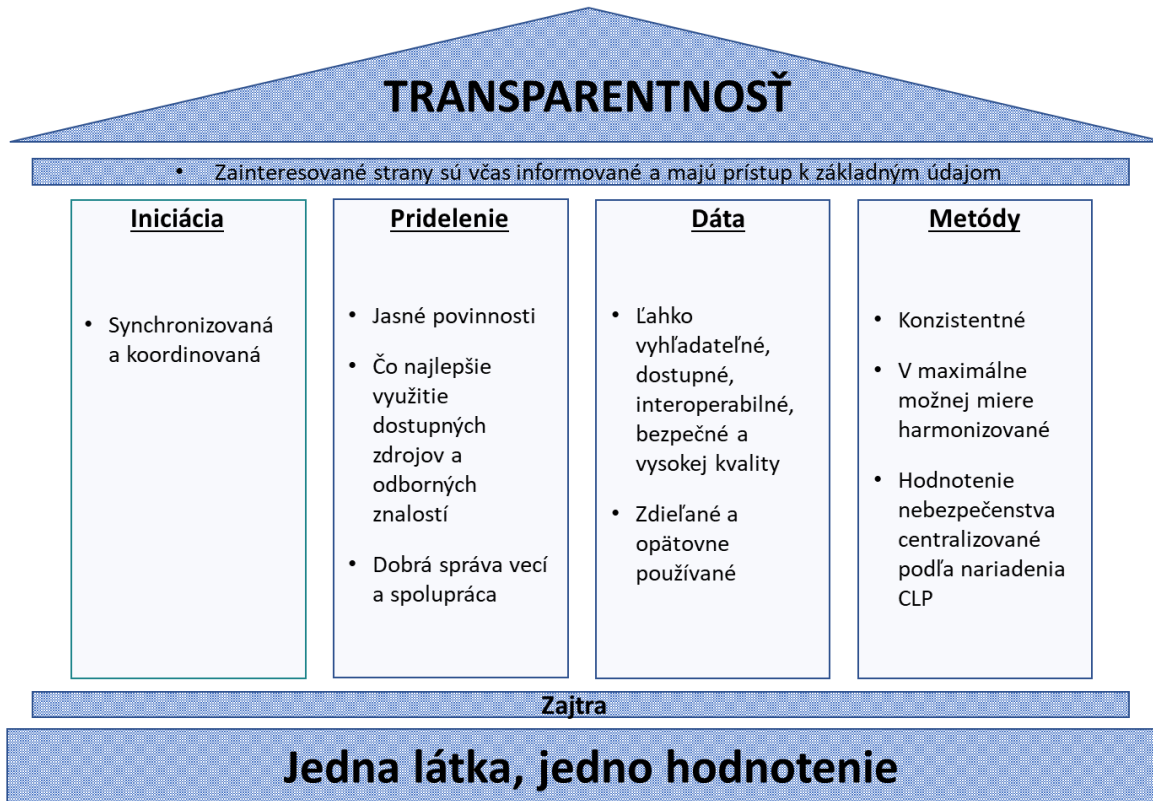 TRANSPARENTNOSŤ
• Zainteresované strany sú včas informované a majú prístup k základným údajom
Iniciácia
• Synchronizovaná
a koordinovaná
Pridelenie
• Jasné povinnosti
• Čo najlepšie
využitie
dostupných
zdrojov a
odborných
znalostí
• Dobrá správa vecí
a spolupráca
Dáta
• Ľahko
vyhľadateľné,
dostupné,
interoperabilné,
bezpečné a
vysokej kvality
• Zdieľané a
opätovne
používané
Metódy
• Konzistentné
• V maximálne
možnej miere
harmonizované
• Hodnotenie
nebezpečenstva
centralizované
podľa nariadenia
CLP
Zajtra
Jedna látka, jedno hodnotenie